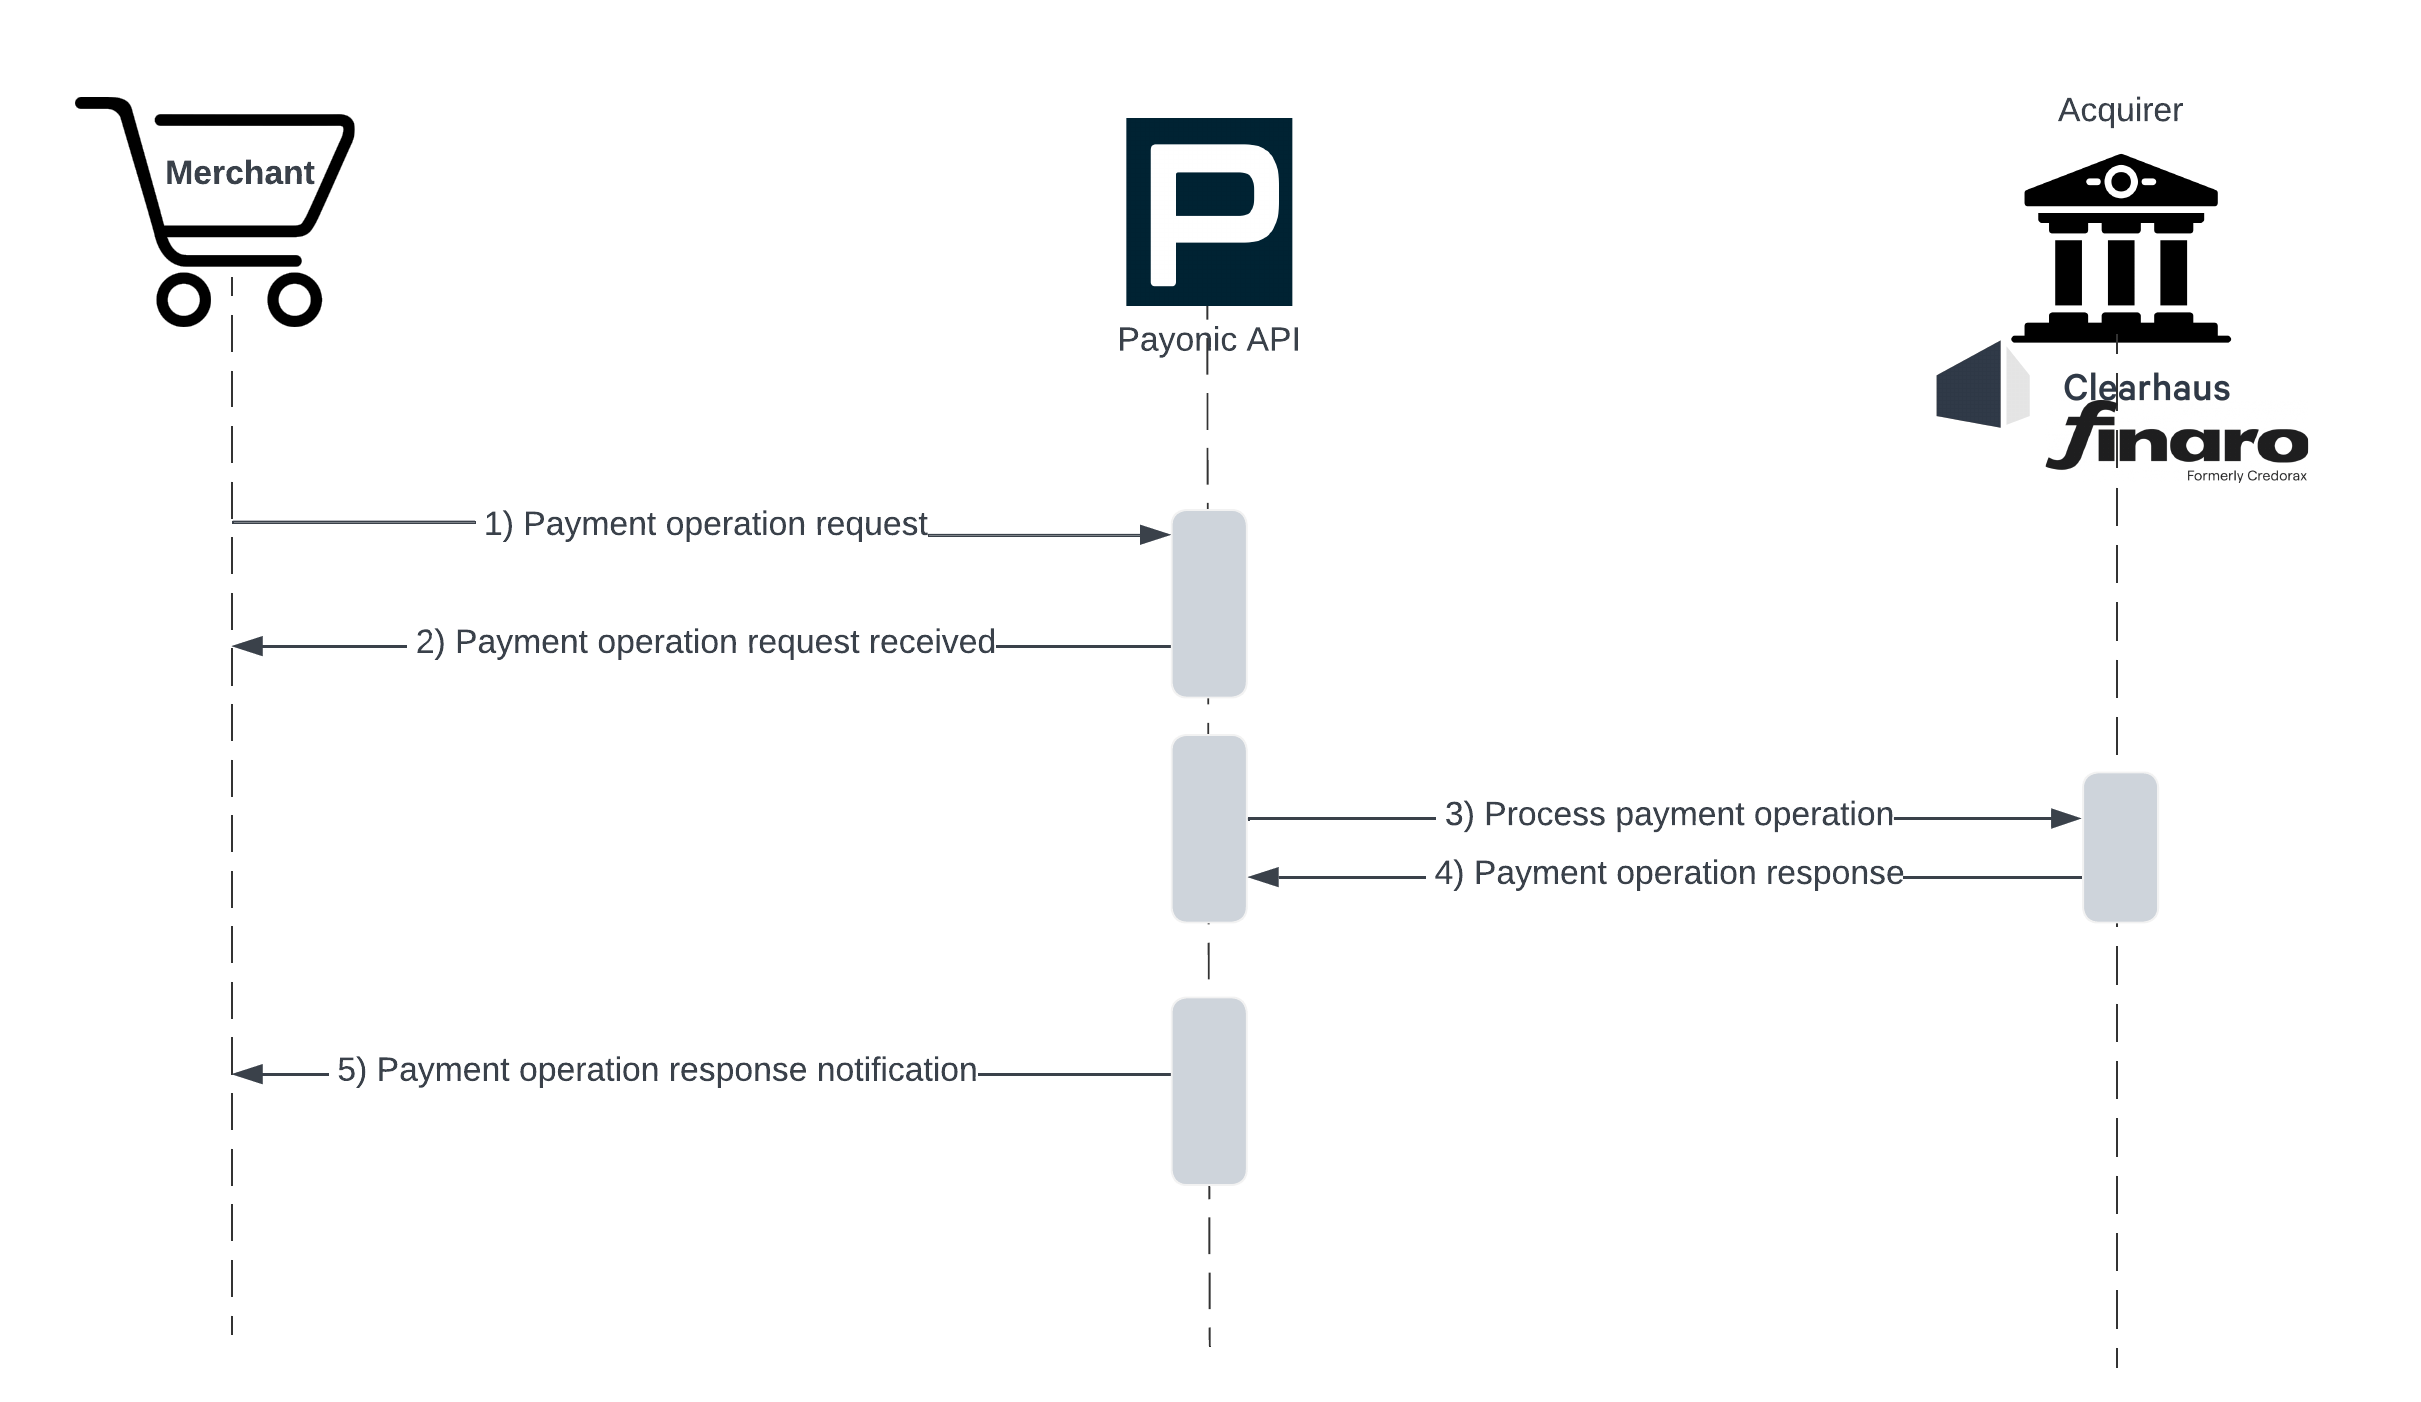 Acquirer
Merchant
Payonic API
Clearhaus
finaro
Formerly Credorax
1) Payment operation request
2) Payment operation request received
3) Process payment operation
4) Payment operation response
5) Payment operation response notification